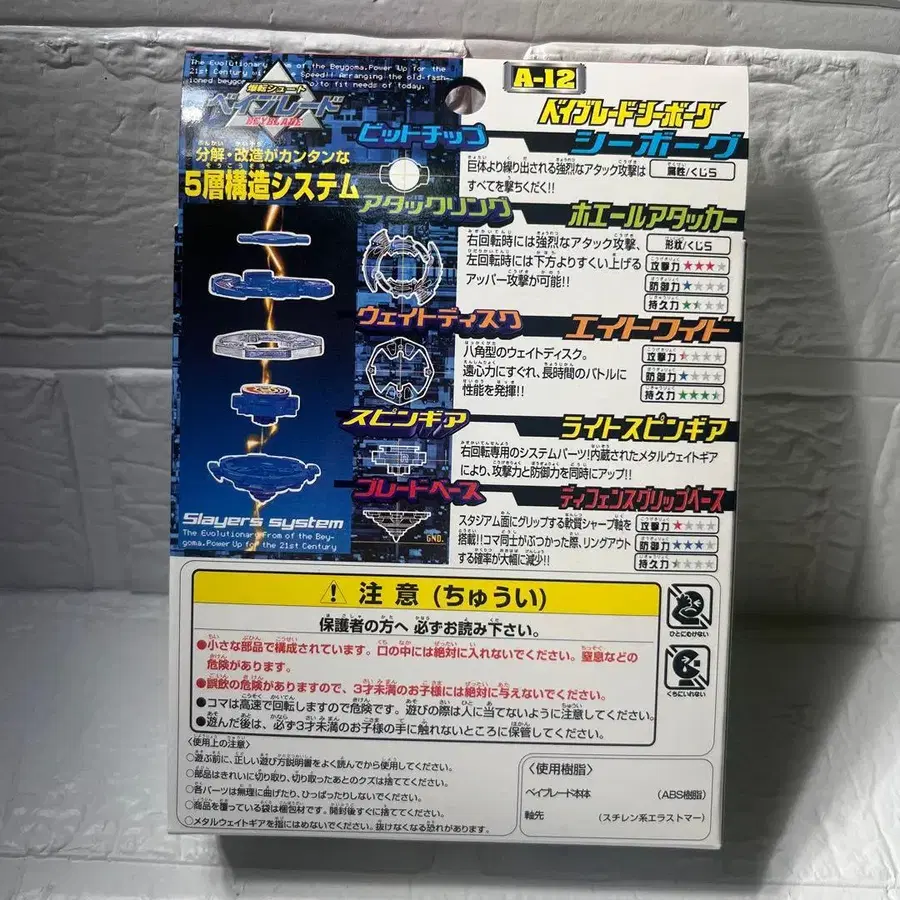 The Evolutionary From of the Beygoma.Power Up for the
21st Century
Speed!! Arranging the old-fash-
ioned
to fit needs of today.
爆転シュート
ベイブレード
BEYBLADE
A-12
ベイブレードシーボーグ
分解・改造がカンタンな
5層構造システム
ビットチップ
シーボーグ
巨体より繰り出される強烈なアタック攻撃は
すべてを撃ちくだく!!
属性/くじら
アタックリング
ホエールアタッカー
右回転時には強烈なアタック攻撃、
左回転時には下方よりすくい上げる
アッパー攻撃が可能!!
形状/くじら
攻撃力
防御力
持久力
ウェイトディスク
エイトワイド
八角型のウェイトディスク。
遠心力にすぐれ、長時間のバトルに
性能を発揮!!
攻撃力
防御力
持久力
スピンギア
ライトスピンギア
右回転専用のシステムパーツ!内蔵されたメタルウェイトギア
により、攻撃力と防御力を同時にアップ!!
ブレードベース
ディフェンスグリップベース
スタジアム面にグリップする軟質シャープ軸を
搭載!!コマ同士がぶつかった際、リングアウト
する確率が大幅に減少!!
攻撃力
防御力
持久力
GND.
Slayers system
The Evolutionary From of the Bey-
goma.Power Up for the 21st Century
注意(ちゅうい)
保護者の方へ 必ずお読み下さい。
●小さな部品で構成されています。口の中には絶対に入れないでください。窒息などの
危険があります。
●誤飲の危険がありますので、3才未満のお子様には絶対に与えないでください。
●コマは高速で回転しますので危険です。遊びの際は人に当てないように注意してください。
●遊んだ後は、必ず3才未満のお子様の手に触れないところに保管してください。
ひとにむけない
くちにいれない
〈使用上の注意〉
○遊ぶ前に、正しい遊び方説明書をよく読んでから使用してください。
○部品はきれいに切り取り、切り取ったあとのクズは捨ててください。
○各パーツは無理に曲げたり、ひっぱったりしないでください。
○商品を覆っている袋は梱包材です。開封後すぐに捨ててください。
○メタルウェイトギアを指にはめないでください。抜けなくなる恐れがあります。
〈使用樹脂〉
ベイブレード本体 (ABS樹脂)
軸先 (スチレン系エラストマー)